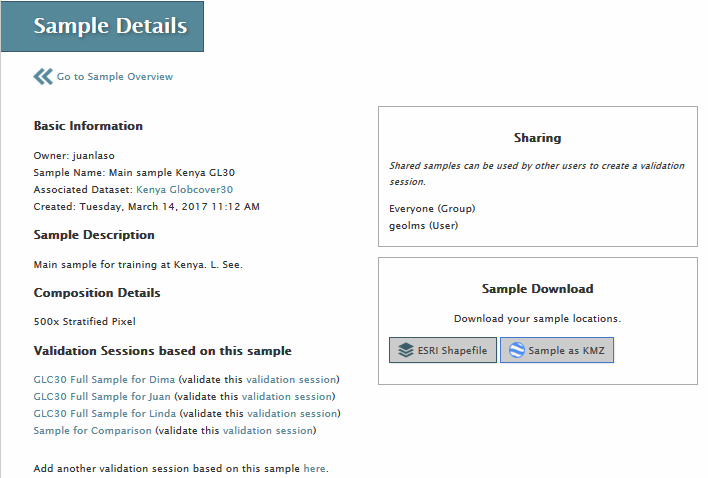 Sample Details
Go to Sample Overview
Basic Information
Owner: juanlaso
Sample Name: Main sample Kenya GL30
Associated Dataset: Kenya Globcover30
Created: Tuesday, March 14, 2017 11:12 AM
Sample Description
Main sample for training at Kenya. L. See.
Composition Details
500x Stratified Pixel
Validation Sessions based on this sample
GLC30 Full Sample for Dima (validate this validation session)
GLC30 Full Sample for Juan (validate this validation session)
GLC30 Full Sample for Linda (validate this validation session)
Sample for Comparison (validate this validation session)
Add another validation session based on this sample here.
Sharing
Shared samples can be used by other users to create a validation
session.
Everyone (Group)
geolms (User)
Sample Download
Download your sample locations.
ESRI Shapefile
Sample as KMZ